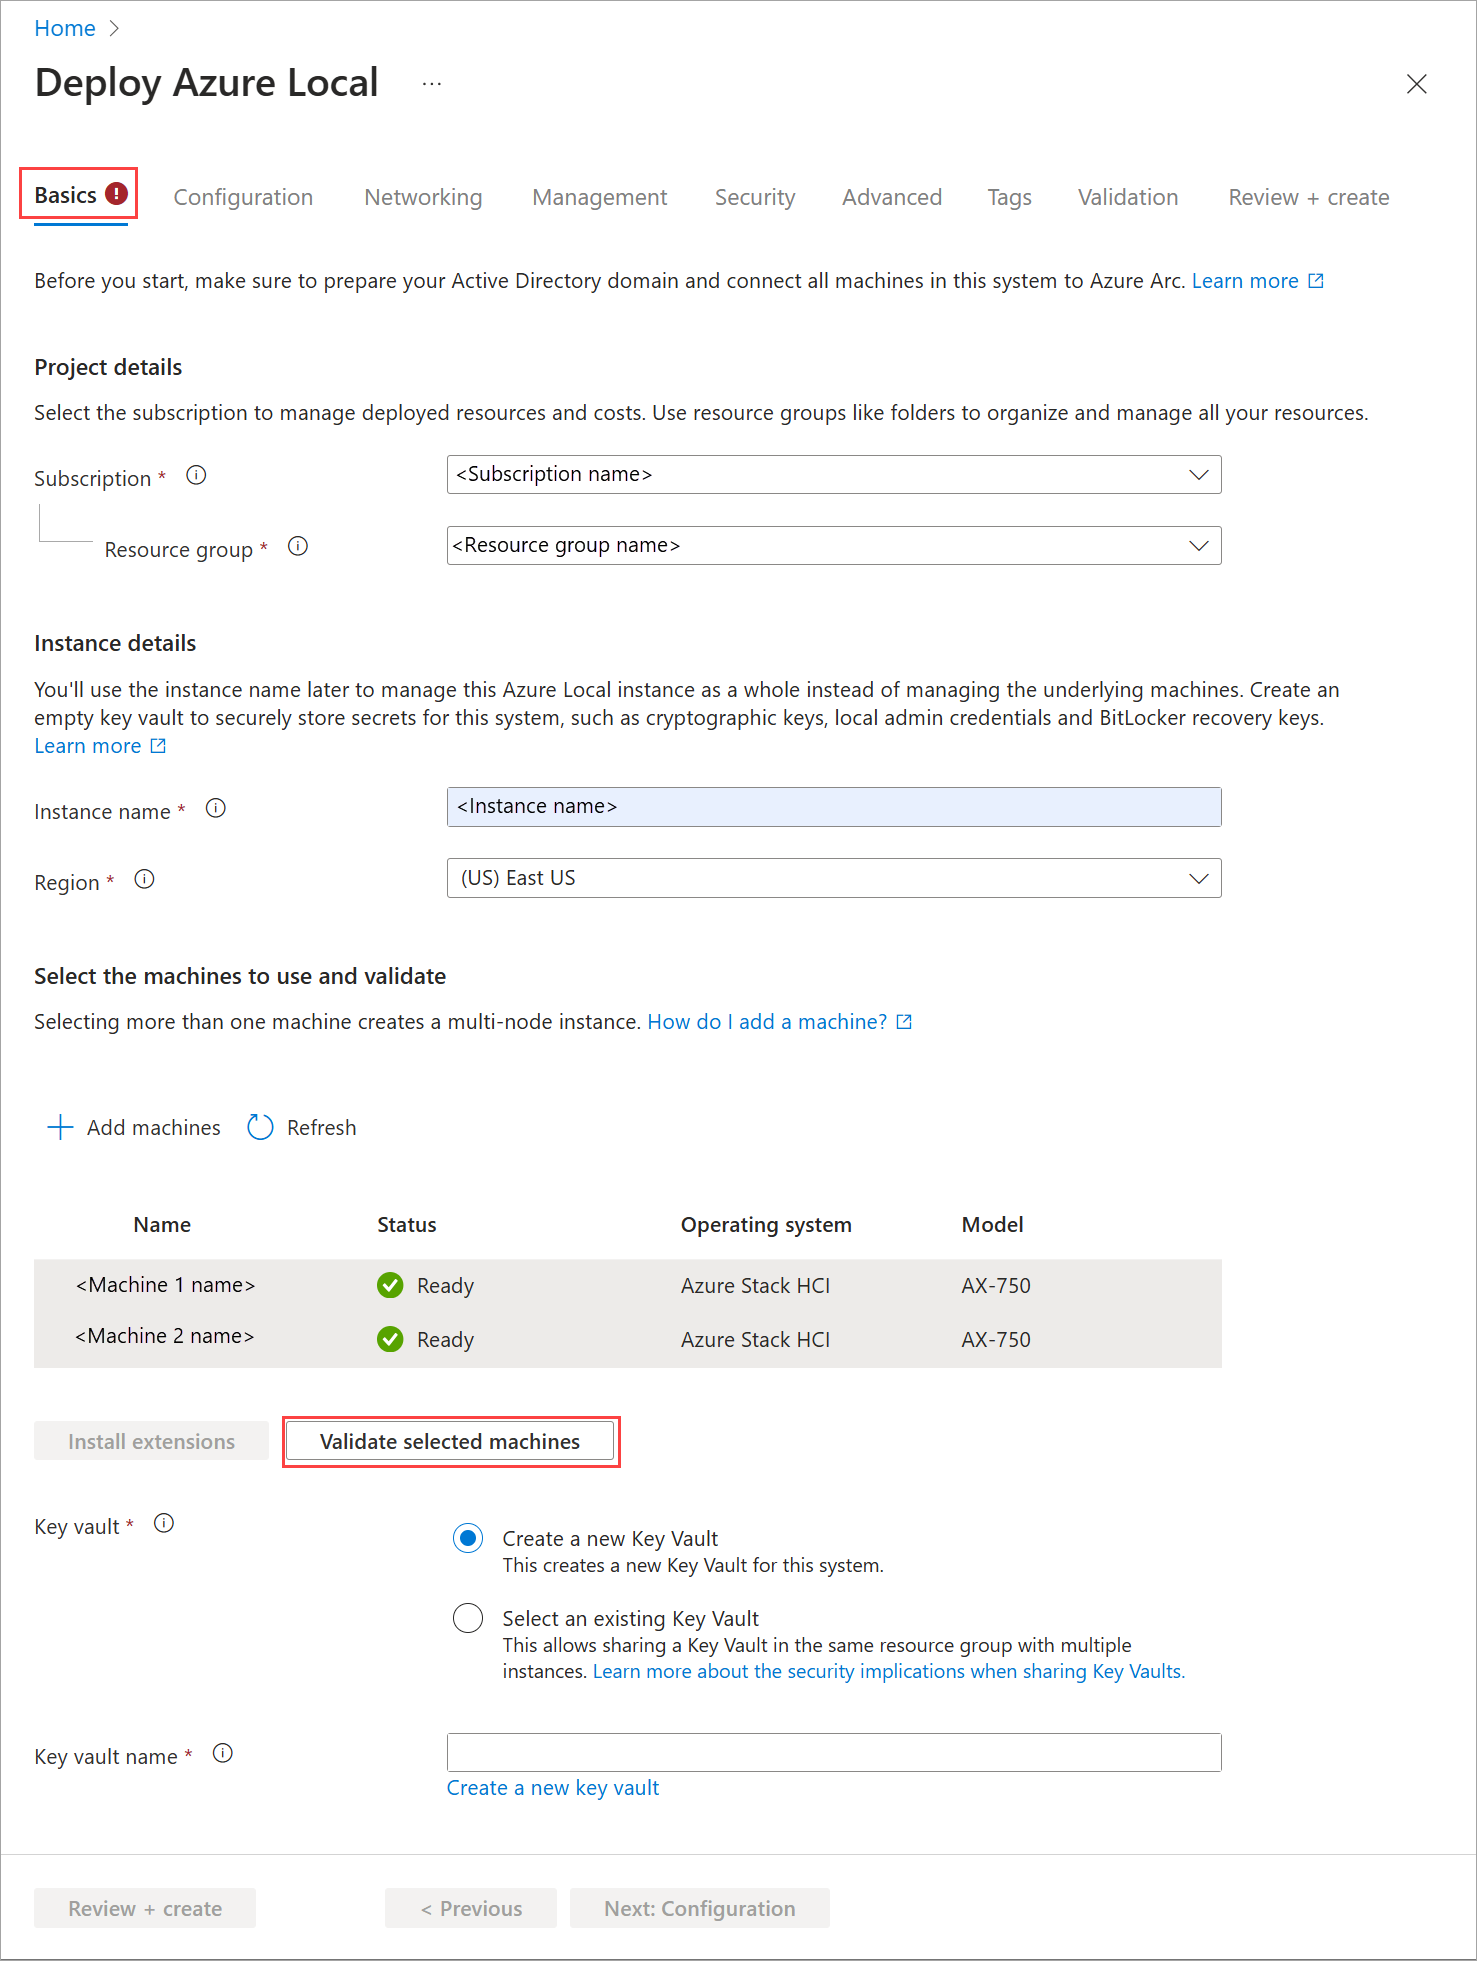 Home
Deploy Azure Local ...
Basics Configuration Networking Management Security Advanced Tags Validation Review + create
Before you start, make sure to prepare your Active Directory domain and connect all machines in this system to Azure Arc. Learn more
Project details
Select the subscription to manage deployed resources and costs. Use resource groups like folders to organize and manage all your resources.
Subscription * <Subscription name>
Resource group * <Resource group name>
Instance details
You'll use the instance name later to manage this Azure Local instance as a whole instead of managing the underlying machines. Create an
empty key vault to securely store secrets for this system, such as cryptographic keys, local admin credentials and BitLocker recovery keys.
Learn more
Instance name * <Instance name>
Region * (US) East US
Select the machines to use and validate
Selecting more than one machine creates a multi-node instance. How do I add a machine?
Add machines Refresh
Name Status Operating system Model
<Machine 1 name> Ready Azure Stack HCI AX-750
<Machine 2 name> Ready Azure Stack HCI AX-750
Install extensions Validate selected machines
Key vault * Create a new Key Vault
This creates a new Key Vault for this system.
Select an existing Key Vault
This allows sharing a Key Vault in the same resource group with multiple
instances. Learn more about the security implications when sharing Key Vaults.
Key vault name *
Create a new key vault
Review + create < Previous Next: Configuration